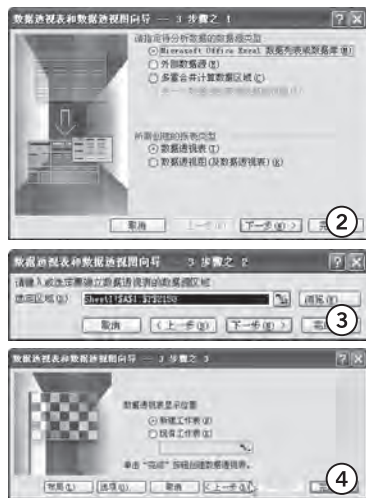 数据透视表和数据透视图向导 — 3 步骤之 1
请指定待分析数据的数据源类型:
Microsoft Office Excel 数据列表或数据库(M)
外部数据源(E)
多重合并计算数据区域(C)
所需创建的报表类型:
数据透视表(T)
数据透视图(及数据透视表)(R)
取消
下一步(N) >
②
数据透视表和数据透视图向导 — 3 步骤之 2
请键入或选定要建立数据透视表的数据源区域:
选定区域(R):
取消
< 上一步(B)
下一步(N) >
③
数据透视表和数据透视图向导 — 3 步骤之 3
数据透视表显示位置
新建工作表(N)
现有工作表(E)
单击“完成”按钮创建数据透视表。
布局(L)...
选项(O)...
取消
< 上一步(B)
④